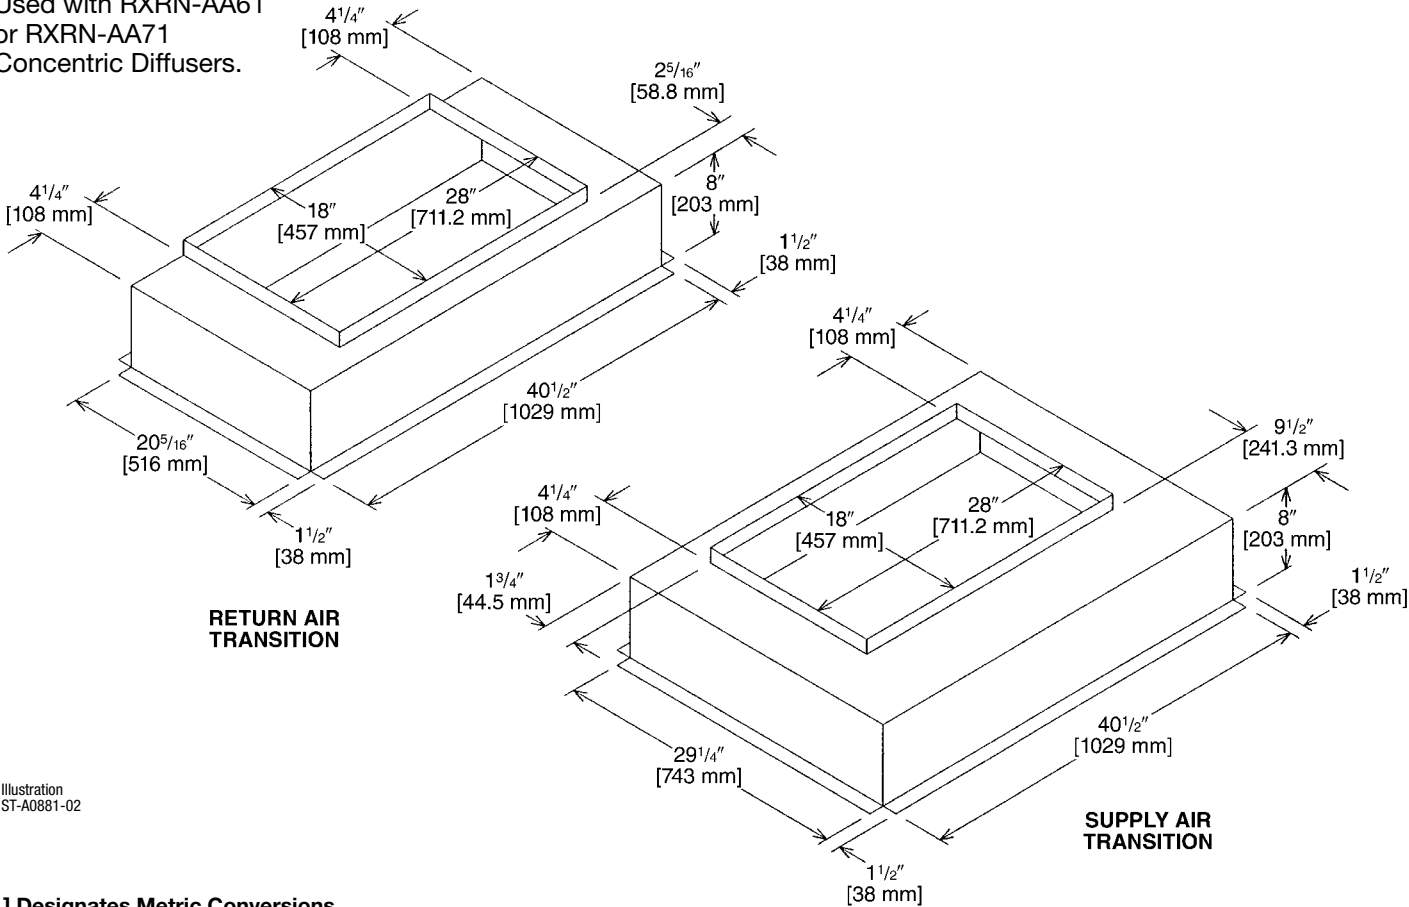 Used with RXRN-AA61
or RXRN-AA71
Concentric Diffusers.
4 1/4″
[108 mm]
2 5/16″
[58.8 mm]
4 1/4″
[108 mm]
18″
[457 mm]
28″
[711.2 mm]
8″
[203 mm]
1 1/2″
[38 mm]
40 1/2″
[1029 mm]
20 5/16″
[516 mm]
1 1/2″
[38 mm]
RETURN AIR
TRANSITION
4 1/4″
[108 mm]
9 1/2″
[241.3 mm]
4 1/4″
[108 mm]
18″
[457 mm]
28″
[711.2 mm]
8″
[203 mm]
1 3/4″
[44.5 mm]
1 1/2″
[38 mm]
40 1/2″
[1029 mm]
29 1/4″
[743 mm]
1 1/2″
[38 mm]
SUPPLY AIR
TRANSITION
Illustration
ST-A0881-02
] Designates Metric Conversions